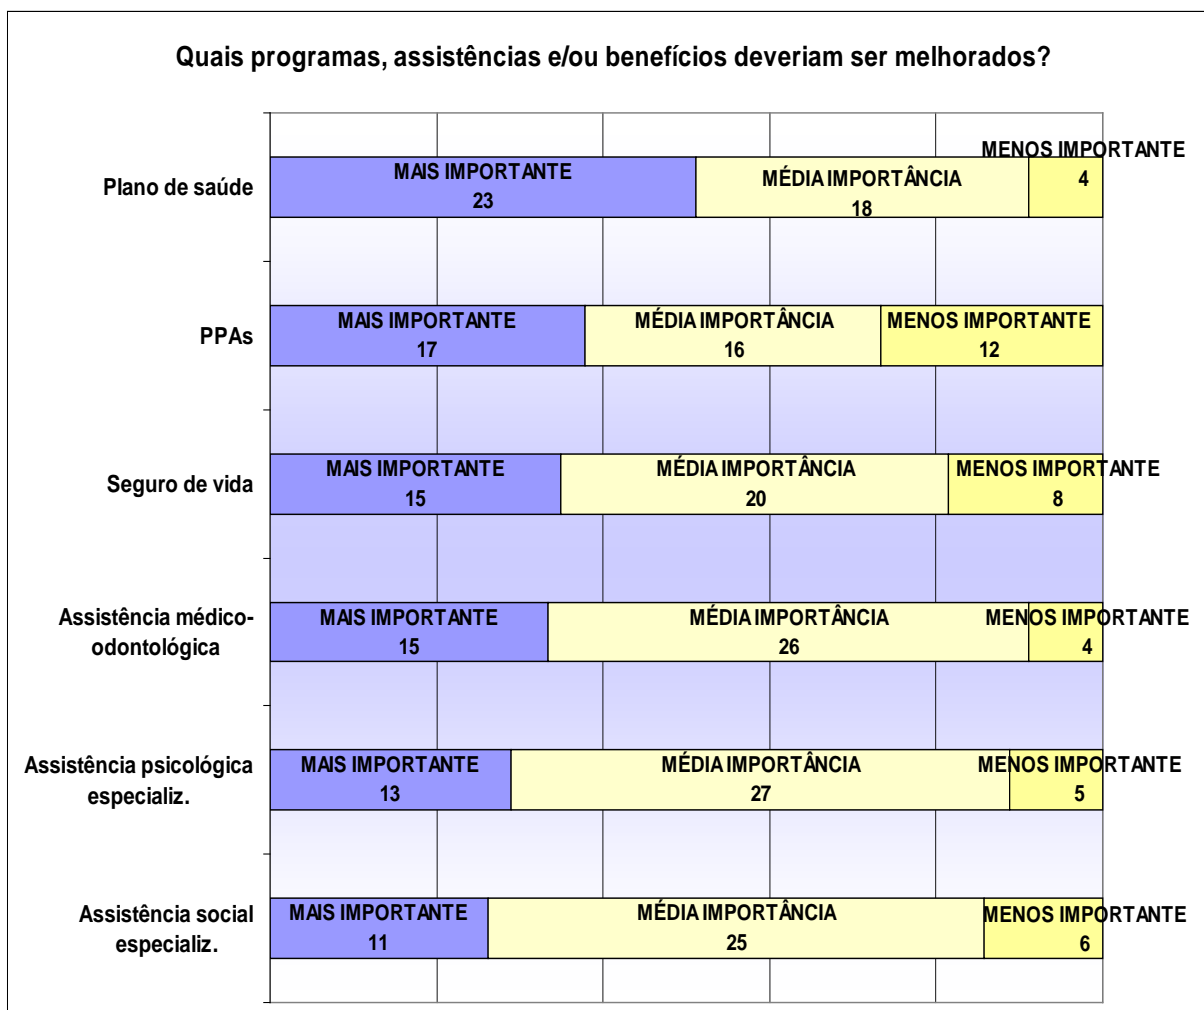 Quais programas, assistências e/ou benefícios deveriam ser melhorados?
Plano de saúde
MAIS IMPORTANTE
23
MÉDIA IMPORTÂNCIA
18
MENOS IMPORTANTE
4
PPAs
MAIS IMPORTANTE
17
MÉDIA IMPORTÂNCIA
16
MENOS IMPORTANTE
12
Seguro de vida
MAIS IMPORTANTE
15
MÉDIA IMPORTÂNCIA
20
MENOS IMPORTANTE
8
Assistência médico-
odontológica
MAIS IMPORTANTE
15
MÉDIA IMPORTÂNCIA
26
MENOS IMPORTANTE
4
Assistência psicológica
especializ.
MAIS IMPORTANTE
13
MÉDIA IMPORTÂNCIA
27
MENOS IMPORTANTE
5
Assistência social
especializ.
MAIS IMPORTANTE
11
MÉDIA IMPORTÂNCIA
25
MENOS IMPORTANTE
6